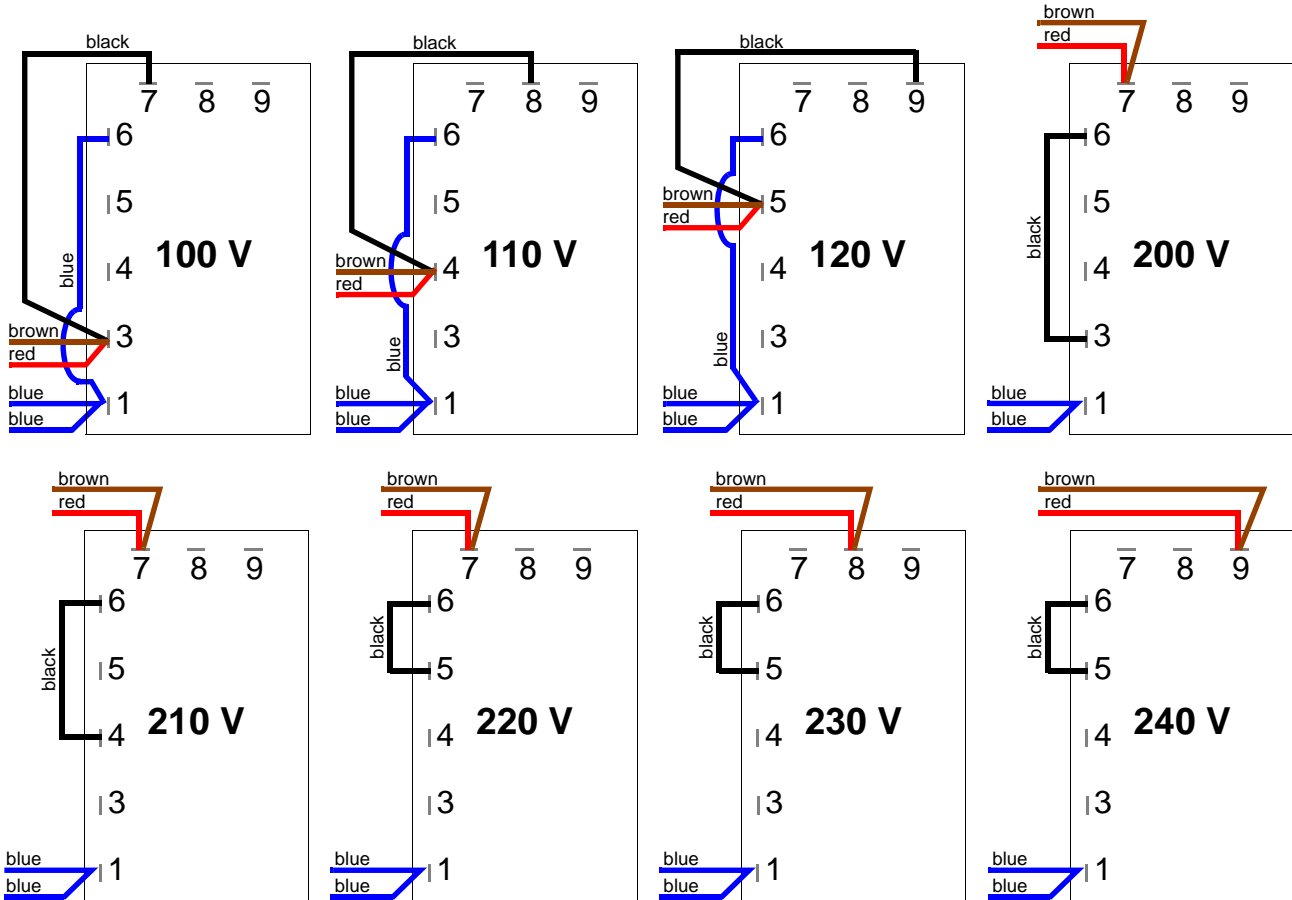 black
7 8 9
6
5
blue
100 V
4
brown
3
red
blue
1
blue
black
7 8 9
6
5
110 V
brown
4
red
3
blue
blue
1
blue
black
7 8 9
6
brown
5
red
120 V
4
3
blue
blue
1
blue
brown
red
7 8 9
6
5
black
200 V
4
3
blue
1
blue
brown
red
7 8 9
6
black
5
210 V
4
3
blue
1
blue
brown
red
7 8 9
6
black
5
220 V
4
3
blue
1
blue
brown
red
7 8 9
6
black
5
230 V
4
3
blue
1
blue
brown
red
7 8 9
6
black
5
240 V
4
3
blue
1
blue